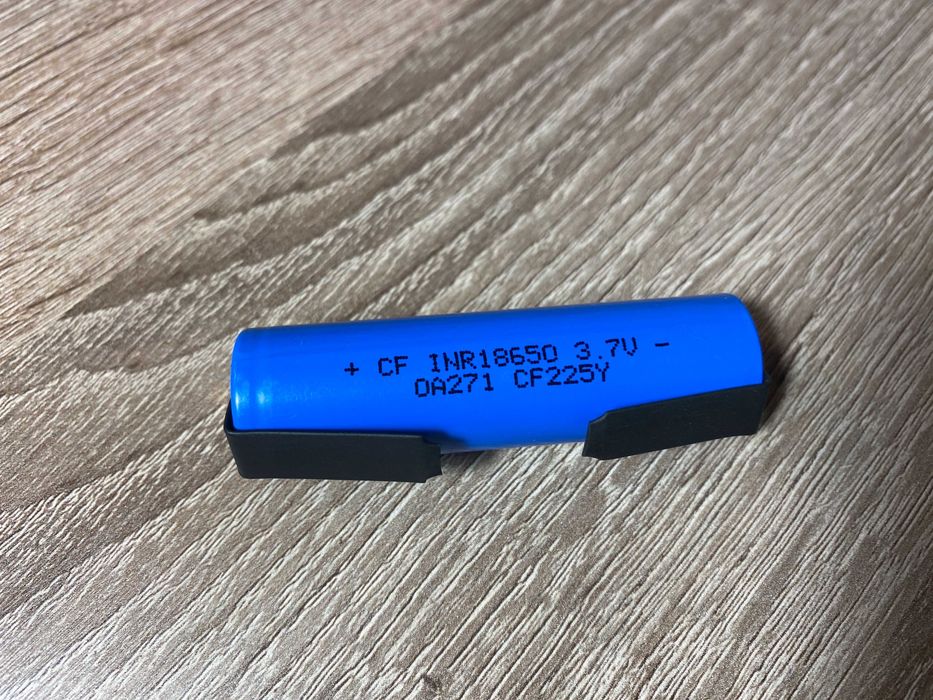 + CF INR18650 3.7V -
0A271 CF225Y